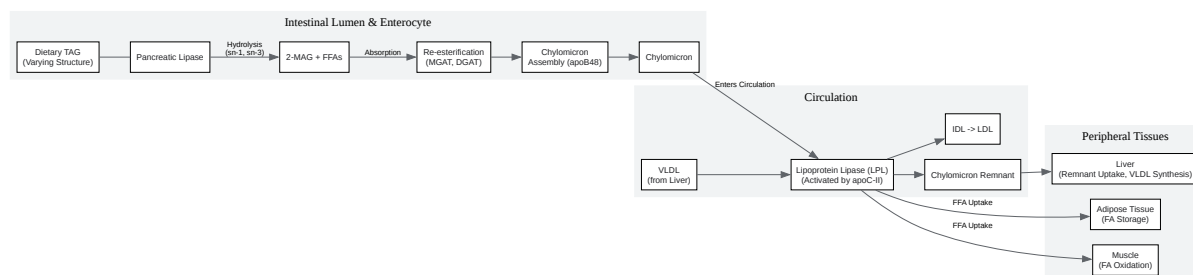 Intestinal Lumen & Enterocyte
Dietary TAG
(Varying Structure)
Pancreatic Lipase
Hydrolysis
(sn-1, sn-3)
2-MAG + FFAs
Absorption
Re-esterification
(MGAT, DGAT)
Chylomicron
Assembly (apoB48)
Chylomicron
Enters Circulation
Circulation
IDL -> LDL
VLDL
(from Liver)
Lipoprotein Lipase (LPL)
(Activated by apoC-II)
Chylomicron Remnant
Peripheral Tissues
Liver
(Remnant Uptake, VLDL Synthesis)
FFA Uptake
Adipose Tissue
(FA Storage)
FFA Uptake
Muscle
(FA Oxidation)